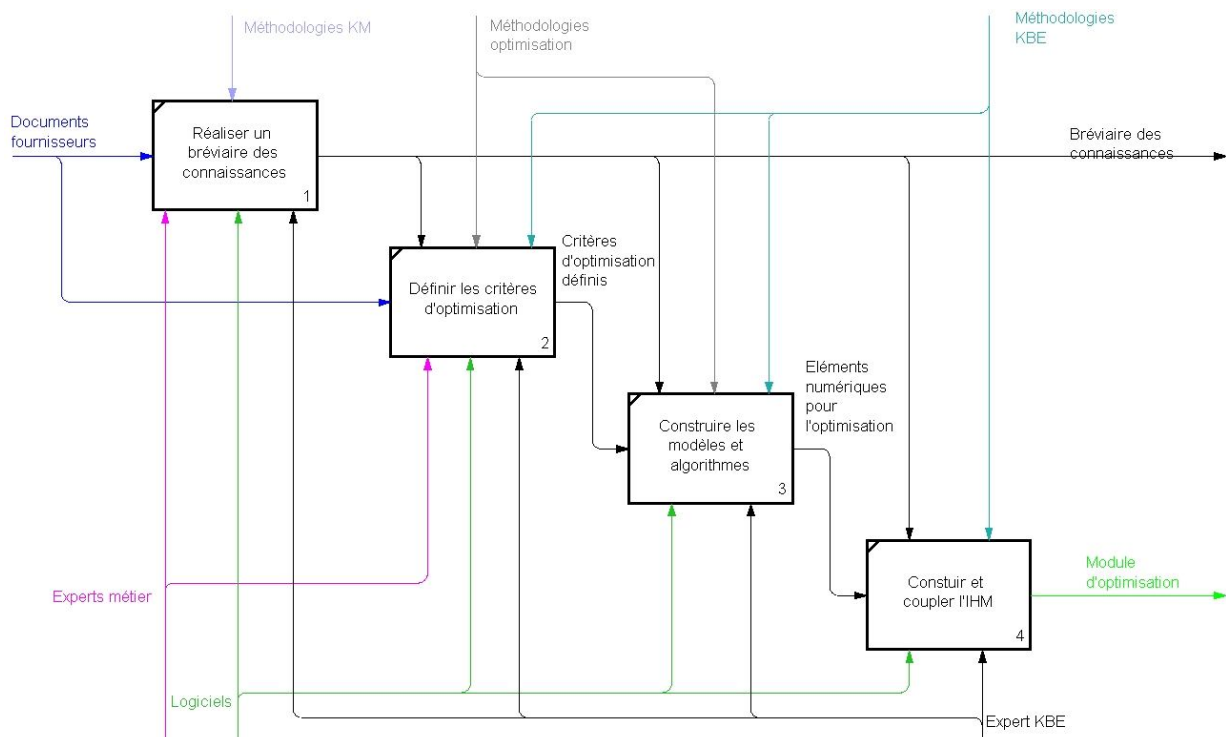 Méthodologies KM
Méthodologies
optimisation
Méthodologies
KBE
Documents
fournisseurs
Réaliser un
bréviaire des
connaissances
1
Bréviaire des
connaissances
Critères
d'optimisation
définis
Définir les critères
d'optimisation
2
Eléments
numériques
pour
l'optimisation
Construire les
modèles et
algorithmes
3
Constuir et
coupler l'IHM
4
Module
d'optimisation
Experts métier
Logiciels
Expert KBE